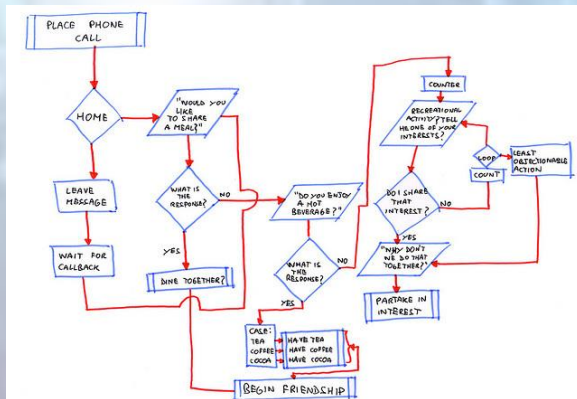 PLACE PHONE
CALL
HOME
LEAVE
MESSAGE
WAIT FOR
CALLBACK
"WOULD YOU
LIKE
TO SHARE
A MEAL?"
WHAT IS
THE
RESPONSE?
NO
YES
DINE TOGETHER?
"DO YOU ENJOY
A HOT
BEVERAGE?"
WHAT IS
THE
RESPONSE?
NO
YES
CASE:
TEA
COFFEE
COCOA
HAVE TEA
HAVE COFFEE
HAVE COCOA
BEGIN FRIENDSHIP
COUNTER
RECREATIONAL
ACTIVITY? TELL
ME ONE OF YOUR
INTERESTS?
LOOP
COUNT
LEAST
OBJECTIONABLE
ACTION
DO I SHARE
THAT
INTEREST?
NO
YES
"WHY DON'T
WE DO THAT
TOGETHER?"
PARTAKE IN
INTEREST